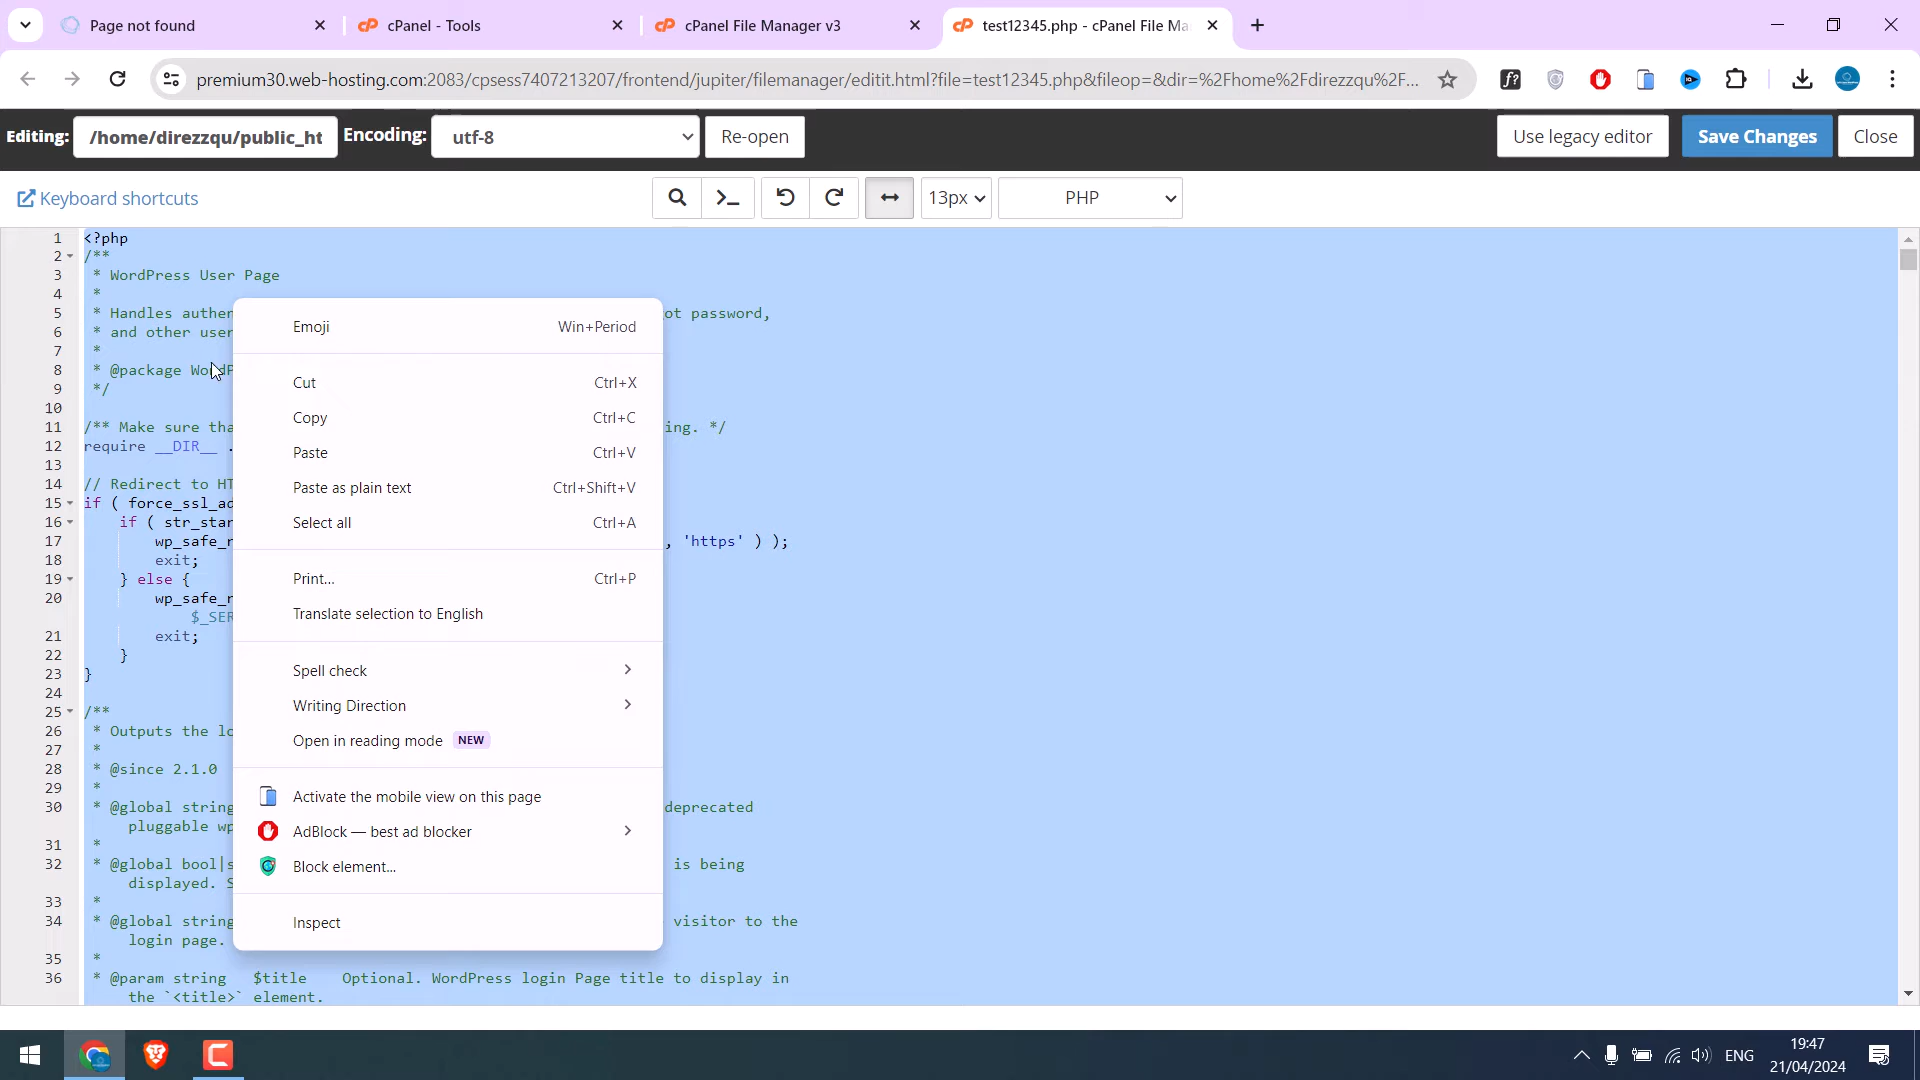 Page not found
cPanel - Tools
cPanel File Manager v3
test12345.php - cPanel File Ma
premium30.web-hosting.com:2083/cpsess7407213207/frontend/jupiter/filemanager/editit.html?file=test12345.php&fileop=&dir=%2Fhome%2Fdirezzqu%2F...
Editing: /home/direzzqu/public_ht Encoding: utf-8 Re-open Use legacy editor Save Changes Close
Keyboard shortcuts 13px PHP
1 <?php
2 /**
3 * WordPress User Page
4 *
5 * Handles authen ot password,
6 * and other user
7 *
8 * @package WordP
9 */
10
11 /** Make sure tha ing. */
12 require __DIR__ .
13
14 // Redirect to HT
15 if ( force_ssl_ad
16 if ( str_star
17 wp_safe_r , 'https' ) );
18 exit;
19 } else {
20 wp_safe_r
$_SER
21 exit;
22 }
23 }
24
25 /**
26 * Outputs the lo
27 *
28 * @since 2.1.0
29 *
30 * @global string deprecated
pluggable wp
31 *
32 * @global bool|s is being
displayed. S
33 *
34 * @global string visitor to the
login page.
35 *
36 * @param string $title Optional. WordPress login Page title to display in
the `<title>` element.
Emoji Win+Period
Cut Ctrl+X
Copy Ctrl+C
Paste Ctrl+V
Paste as plain text Ctrl+Shift+V
Select all Ctrl+A
Print... Ctrl+P
Translate selection to English
Spell check
Writing Direction
Open in reading mode NEW
Activate the mobile view on this page
AdBlock — best ad blocker
Block element...
Inspect
ENG
19:47
21/04/2024